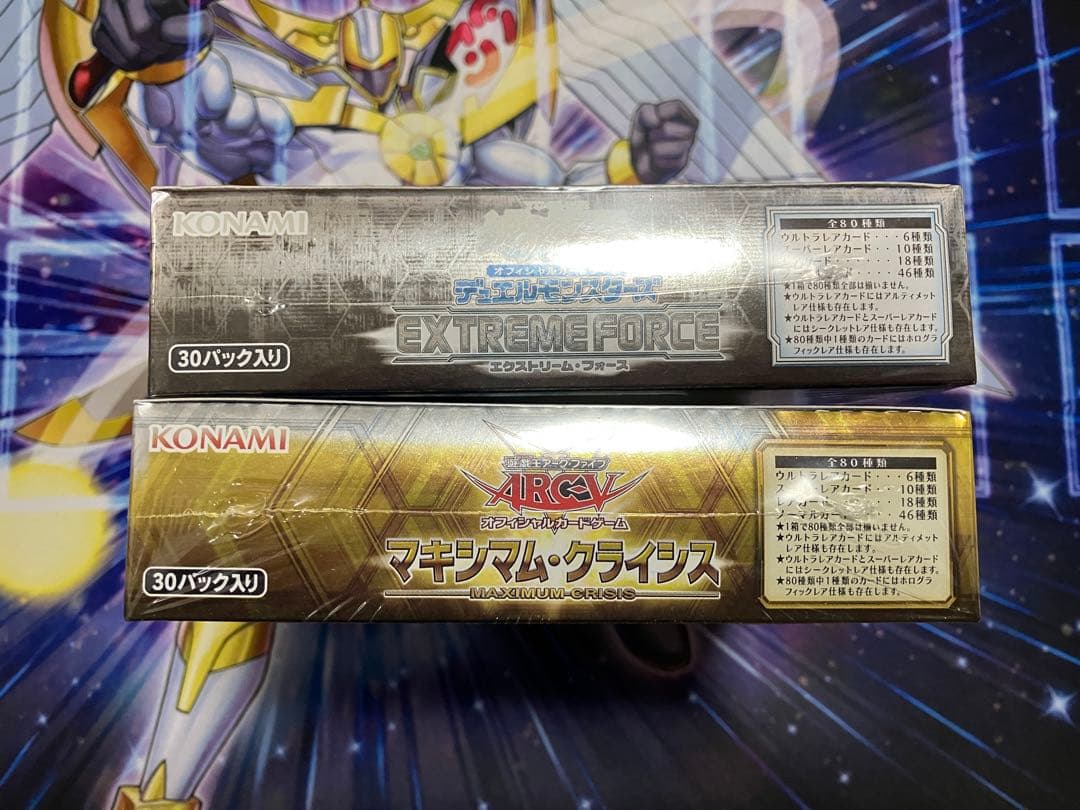 KONAMI
オフィシャルカ
デュエルモンスターズ
EXTREME FORCE
エクストリーム・フォース
30パック入り
全80種類
ウルトラレアカード・・・6種類
スーパーレアカード・・・10種類
18種類
46種類
★1箱で80種類全部は揃いません。
★ウルトラレアカードにはアルティメット
レア仕様も存在します。
★ウルトラレアカードとスーパーレアカード
にはシークレットレア仕様も存在します。
★80種類中1種類のカードにはホログラ
フィックレア仕様も存在します。
KONAMI
遊戯王アーク・ファイブ
ARC-V
オフィシャルカードゲーム
マキシマム・クライシス
MAXIMUM CRISIS
30パック入り
全80種類
ウルトラレアカード・・・6種類
レアカード・・・10種類
18種類
ノーマルカード・・・46種類
★1箱で80種類全部は揃いません。
★ウルトラレアカードにはアルティメット
レア仕様も存在します。
★ウルトラレアカードとスーパーレアカード
にはシークレットレア仕様も存在します。
★80種類中1種類のカードにはホログラ
フィックレア仕様も存在します。